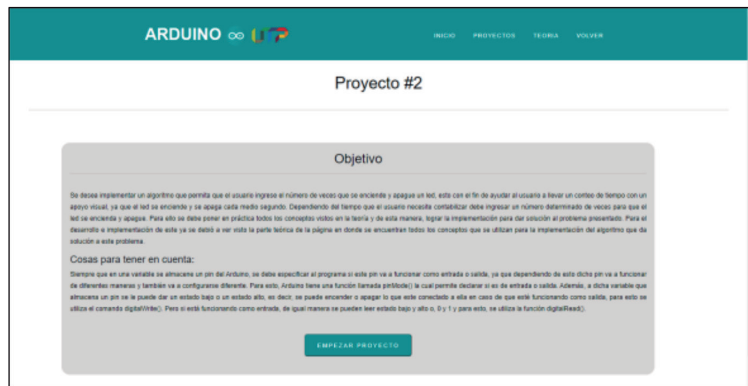 ARDUINO UTP
INICIO PROYECTOS TEORIA VOLVER
Proyecto #2
Objetivo
Se desea implementar un algoritmo que permita que el usuario ingrese el número de veces que se enciende y apague un led, esto con el fin de ayudar al usuario a llevar un conteo de tiempo con un
apoyo visual, ya que el led se enciende y se apaga cada medio segundo. Dependiendo del tiempo que el usuario necesita contabilizar debe ingresar un número determinado de veces para que el
led se encienda y apague. Para ello se debe poner en práctica todos los conceptos vistos en la teoría y de esta manera, lograr la implementación para dar solución al problema presentado. Para el
desarrollo e implementación de este ya se debió a ver visto la parte teórica de la página en donde se encuentran todos los conceptos que se utilizan para la implementación del algoritmo que da
solución a este problema.
Cosas para tener en cuenta:
Siempre que en una variable se almacena un pin del Arduino, se debe especificar al programa si este pin va a funcionar como entrada o salida, ya que dependiendo de esto dicho pin va a funcionar
de diferentes maneras y también va a configurarse diferente. Para esto, Arduino tiene una función llamada pinMode() la cual permite declarar si es de entrada o salida. Además, a dicha variable que
almacena un pin se le puede dar un estado bajo o un estado alto, es decir, se puede encender o apagar lo que este conectado a ella en caso de que esté funcionando como salida, para esto se
utiliza el comando digitalWrite(). Pero si está funcionando como entrada, de igual manera se pueden leer estado bajo y alto o, 0 y 1 y para esto, se utiliza la función digitalRead().
EMPEZAR PROYECTO